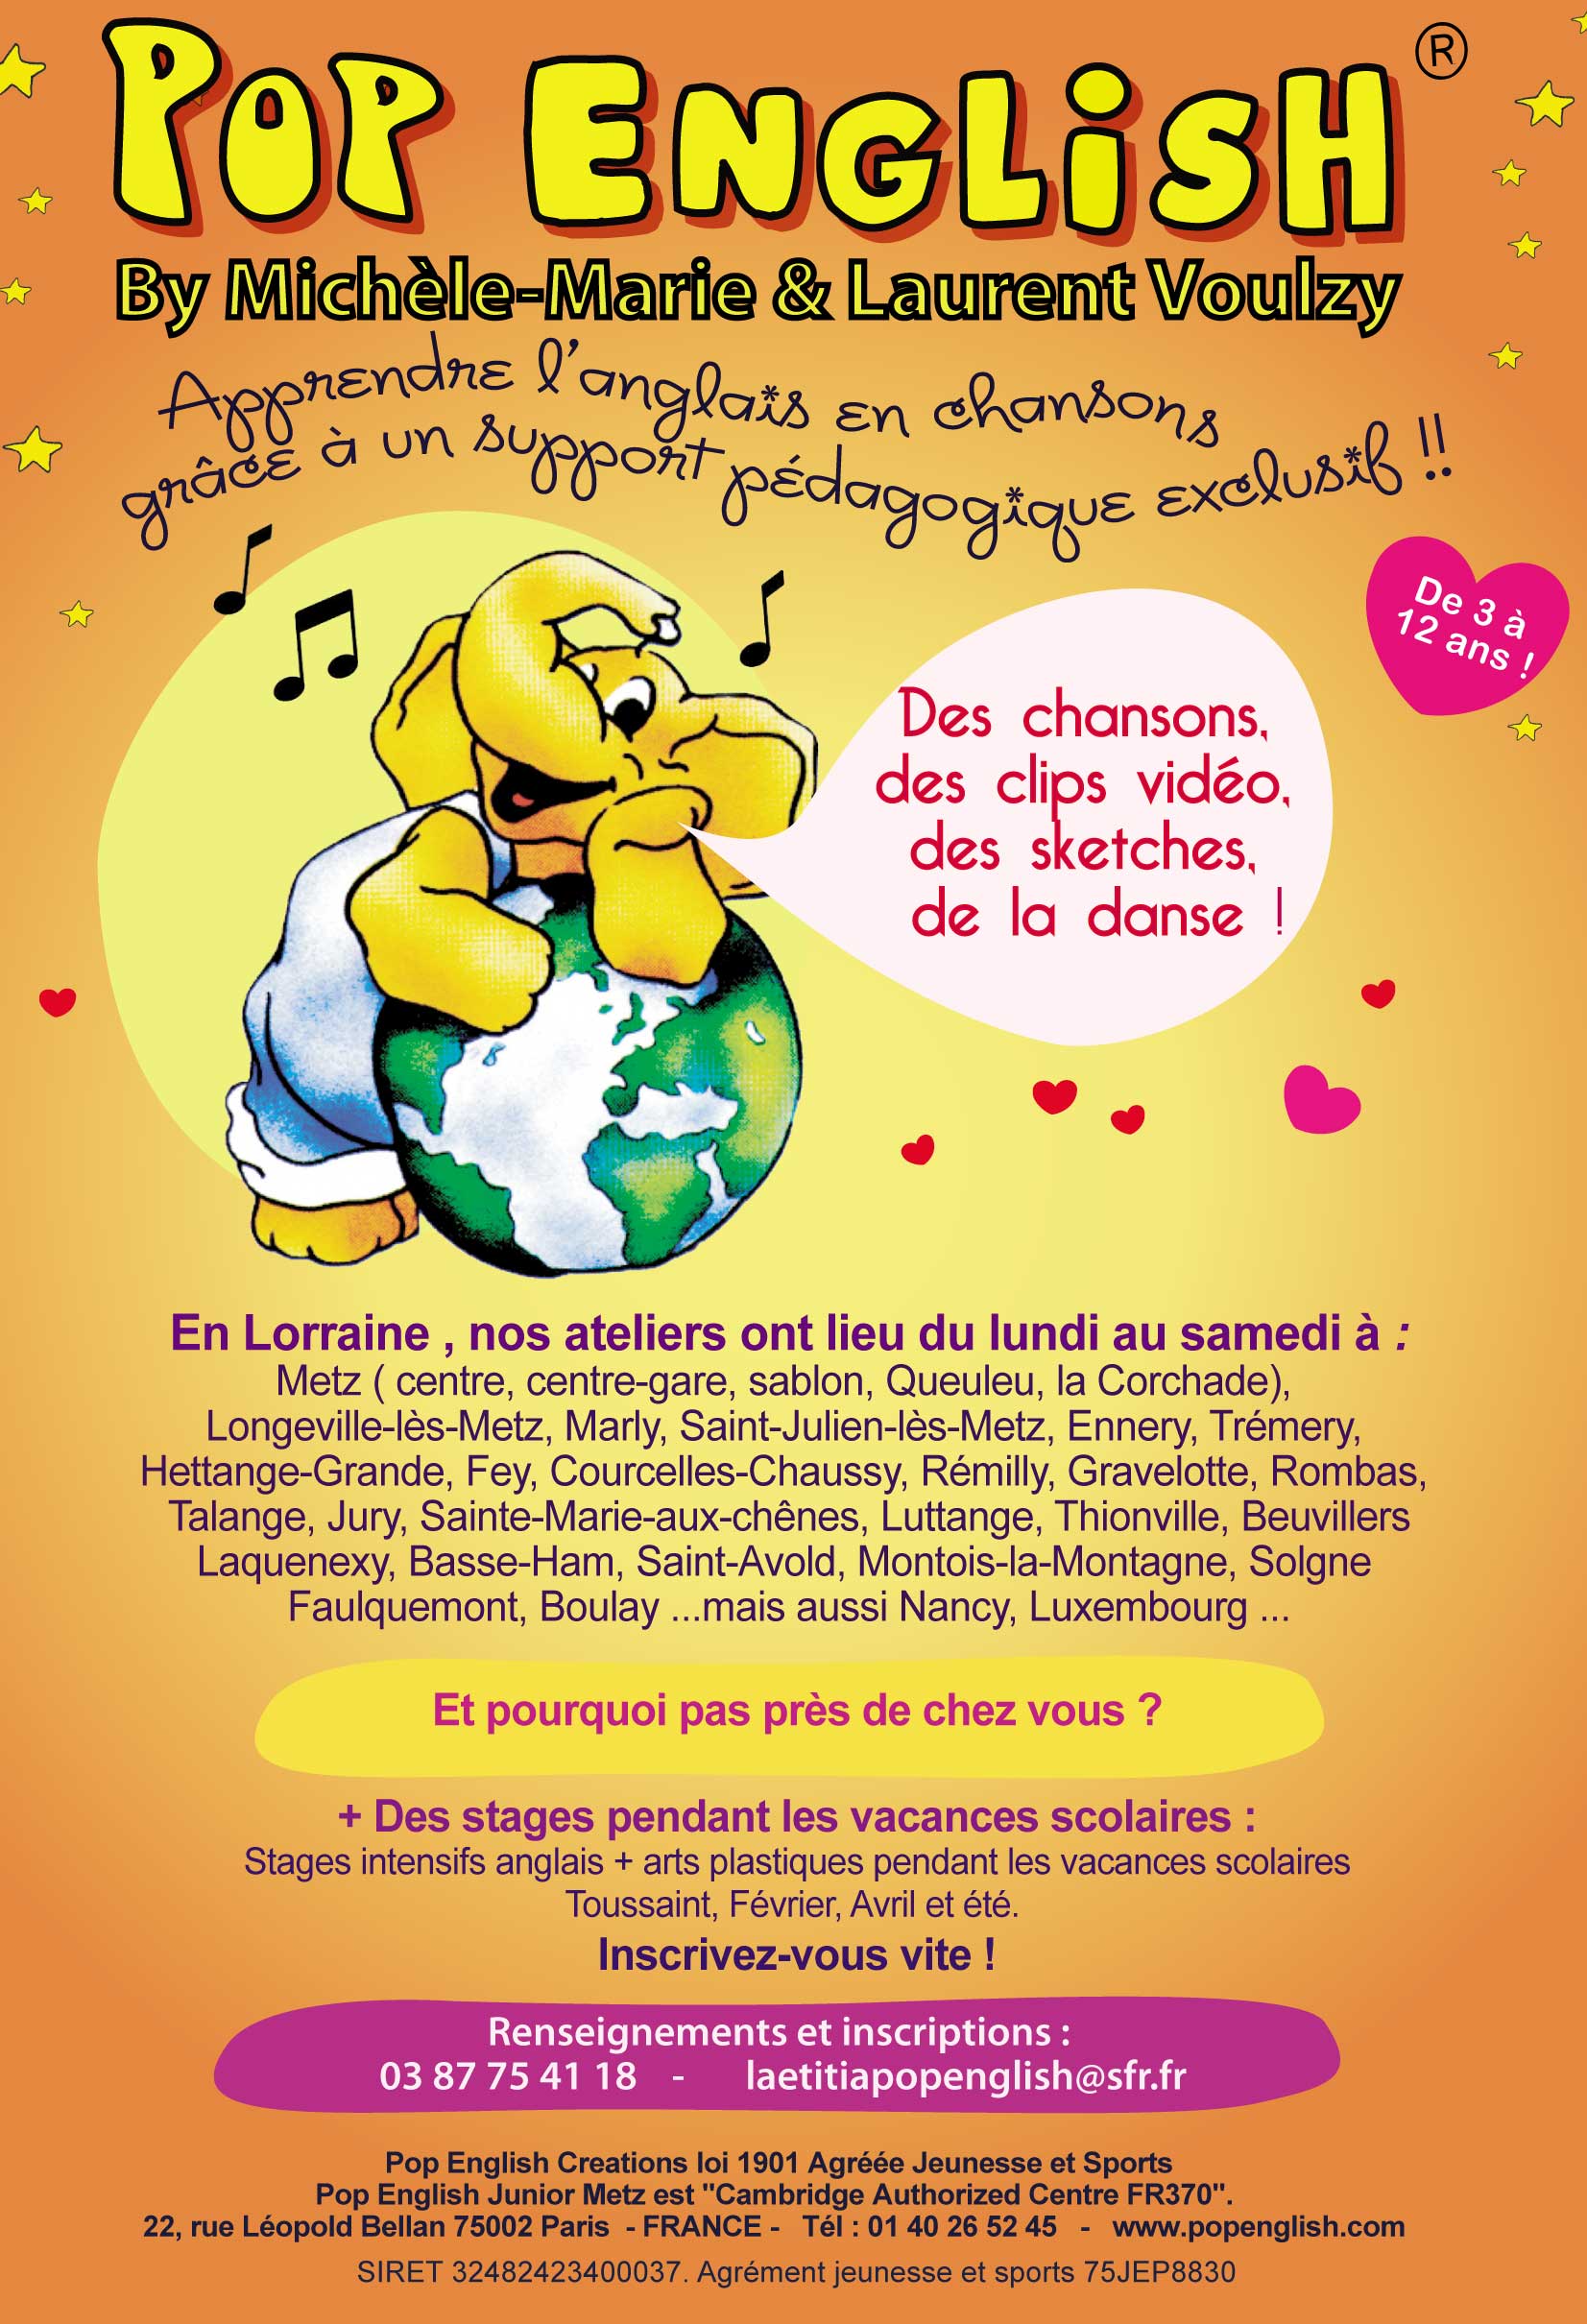 POP ENGLiSH ®
By Michèle-Marie & Laurent Voulzy
Apprendre l'anglais en chansons
grâce à un support pédagogique exclusif !!
De 3 à
12 ans !
Des chansons,
des clips vidéo,
des sketches,
de la danse !
En Lorraine , nos ateliers ont lieu du lundi au samedi à :
Metz ( centre, centre-gare, sablon, Queuleu, la Corchade),
Longeville-lès-Metz, Marly, Saint-Julien-lès-Metz, Ennery, Trémery,
Hettange-Grande, Fey, Courcelles-Chaussy, Rémilly, Gravelotte, Rombas,
Talange, Jury, Sainte-Marie-aux-chênes, Luttange, Thionville, Beuvillers
Laquenexy, Basse-Ham, Saint-Avold, Montois-la-Montagne, Solgne
Faulquemont, Boulay ...mais aussi Nancy, Luxembourg ...
Et pourquoi pas près de chez vous ?
+ Des stages pendant les vacances scolaires :
Stages intensifs anglais + arts plastiques pendant les vacances scolaires
Toussaint, Février, Avril et été.
Inscrivez-vous vite !
Renseignements et inscriptions :
03 87 75 41 18 - laetitiapopenglish@sfr.fr
Pop English Creations loi 1901 Agréée Jeunesse et Sports
Pop English Junior Metz est "Cambridge Authorized Centre FR370".
22, rue Léopold Bellan 75002 Paris - FRANCE - Tél : 01 40 26 52 45 - www.popenglish.com
SIRET 32482423400037. Agrément jeunesse et sports 75JEP8830